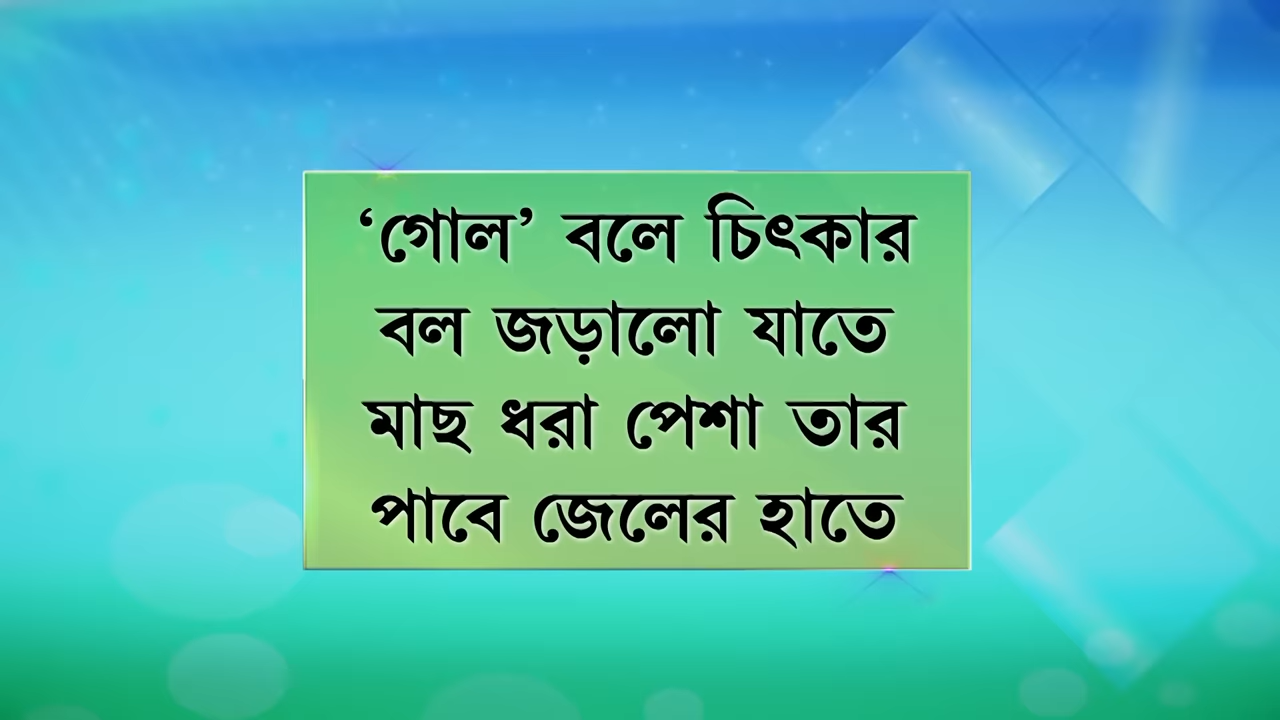 ‘গোল’ বলে চিৎকার
বল জড়ালো যাতে
মাছ ধরা পেশা তার
পাবে জেলের হাতে